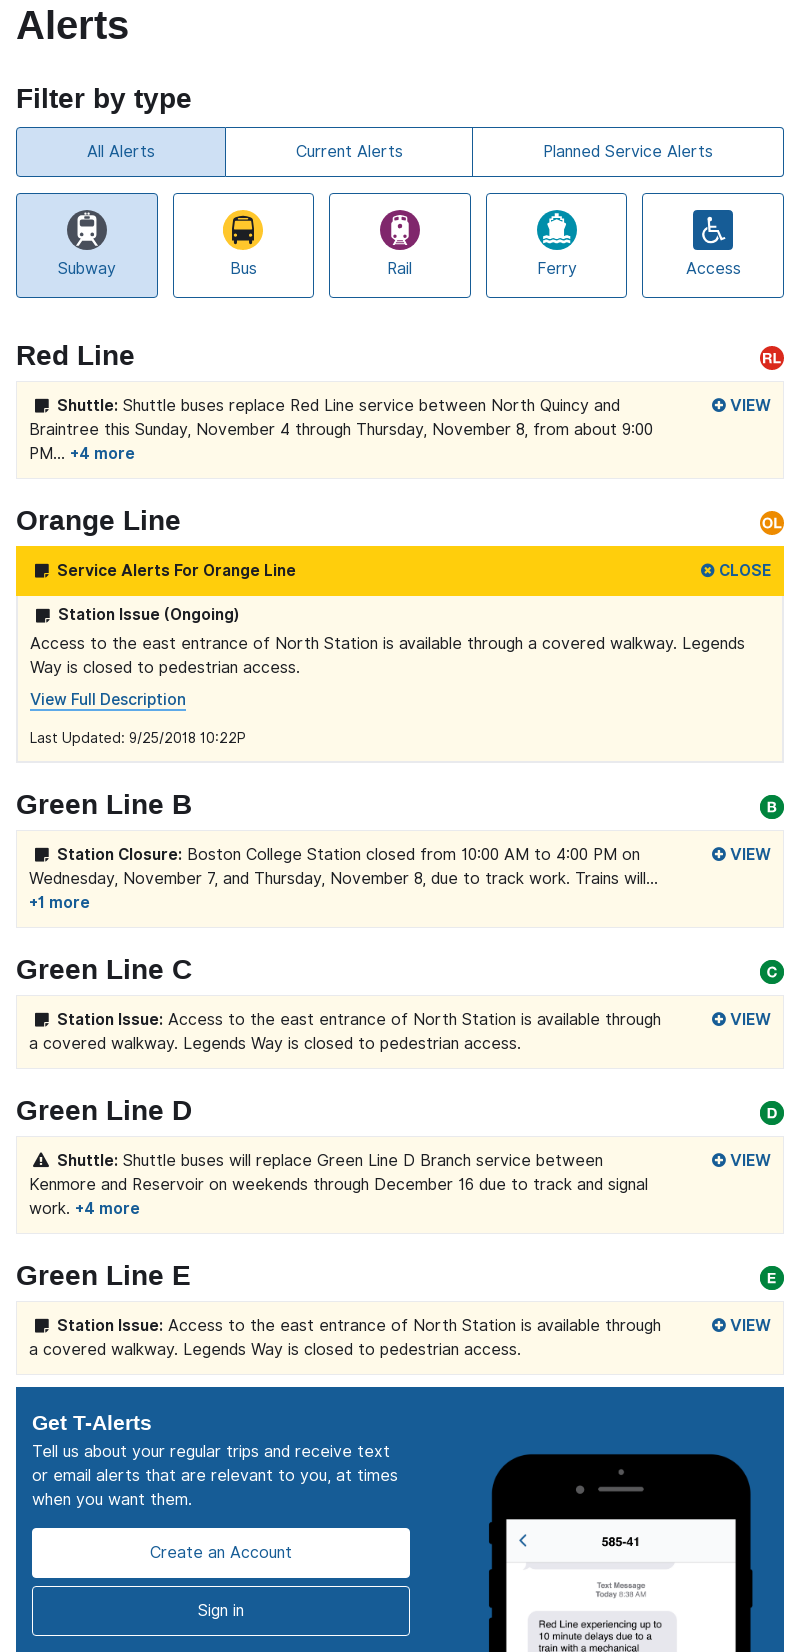 Alerts
Filter by type
All Alerts
Current Alerts
Planned Service Alerts
Subway
Bus
Rail
Ferry
Access
Red Line
RL
Shuttle: Shuttle buses replace Red Line service between North Quincy and
Braintree this Sunday, November 4 through Thursday, November 8, from about 9:00
PM... +4 more
VIEW
Orange Line
OL
Service Alerts For Orange Line
CLOSE
Station Issue (Ongoing)
Access to the east entrance of North Station is available through a covered walkway. Legends
Way is closed to pedestrian access.
View Full Description
Last Updated: 9/25/2018 10:22P
Green Line B
B
Station Closure: Boston College Station closed from 10:00 AM to 4:00 PM on
Wednesday, November 7, and Thursday, November 8, due to track work. Trains will...
+1 more
VIEW
Green Line C
C
Station Issue: Access to the east entrance of North Station is available through
a covered walkway. Legends Way is closed to pedestrian access.
VIEW
Green Line D
D
Shuttle: Shuttle buses will replace Green Line D Branch service between
Kenmore and Reservoir on weekends through December 16 due to track and signal
work. +4 more
VIEW
Green Line E
E
Station Issue: Access to the east entrance of North Station is available through
a covered walkway. Legends Way is closed to pedestrian access.
VIEW
Get T-Alerts
Tell us about your regular trips and receive text
or email alerts that are relevant to you, at times
when you want them.
Create an Account
Sign in
585-41
Text Message
Today 9:38 AM
Red Line experiencing up to
10 minute delays due to a
train with a mechanical